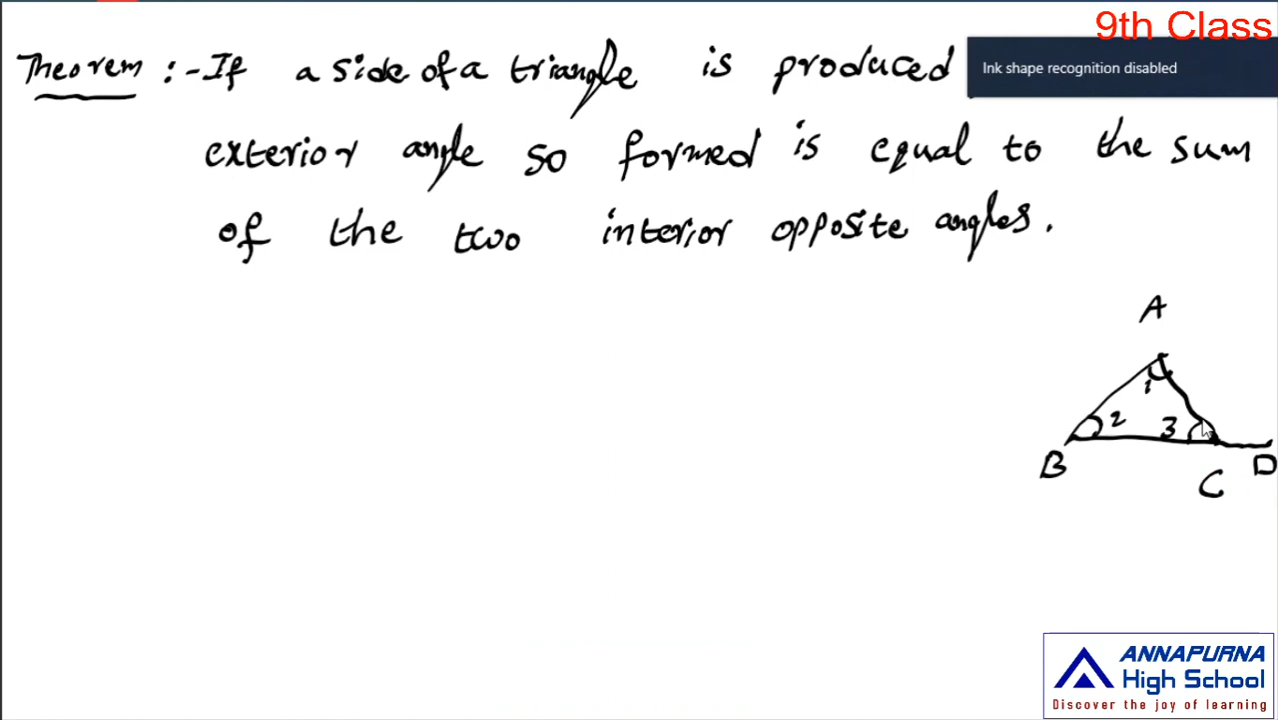 9th Class
Theorem :- If a side of a triangle is produced
Ink shape recognition disabled
exterior angle so formed is equal to the sum
of the two interior opposite angles.
A
1
2 3
B C D
ANNAPURNA
High School
Discover the joy of learning